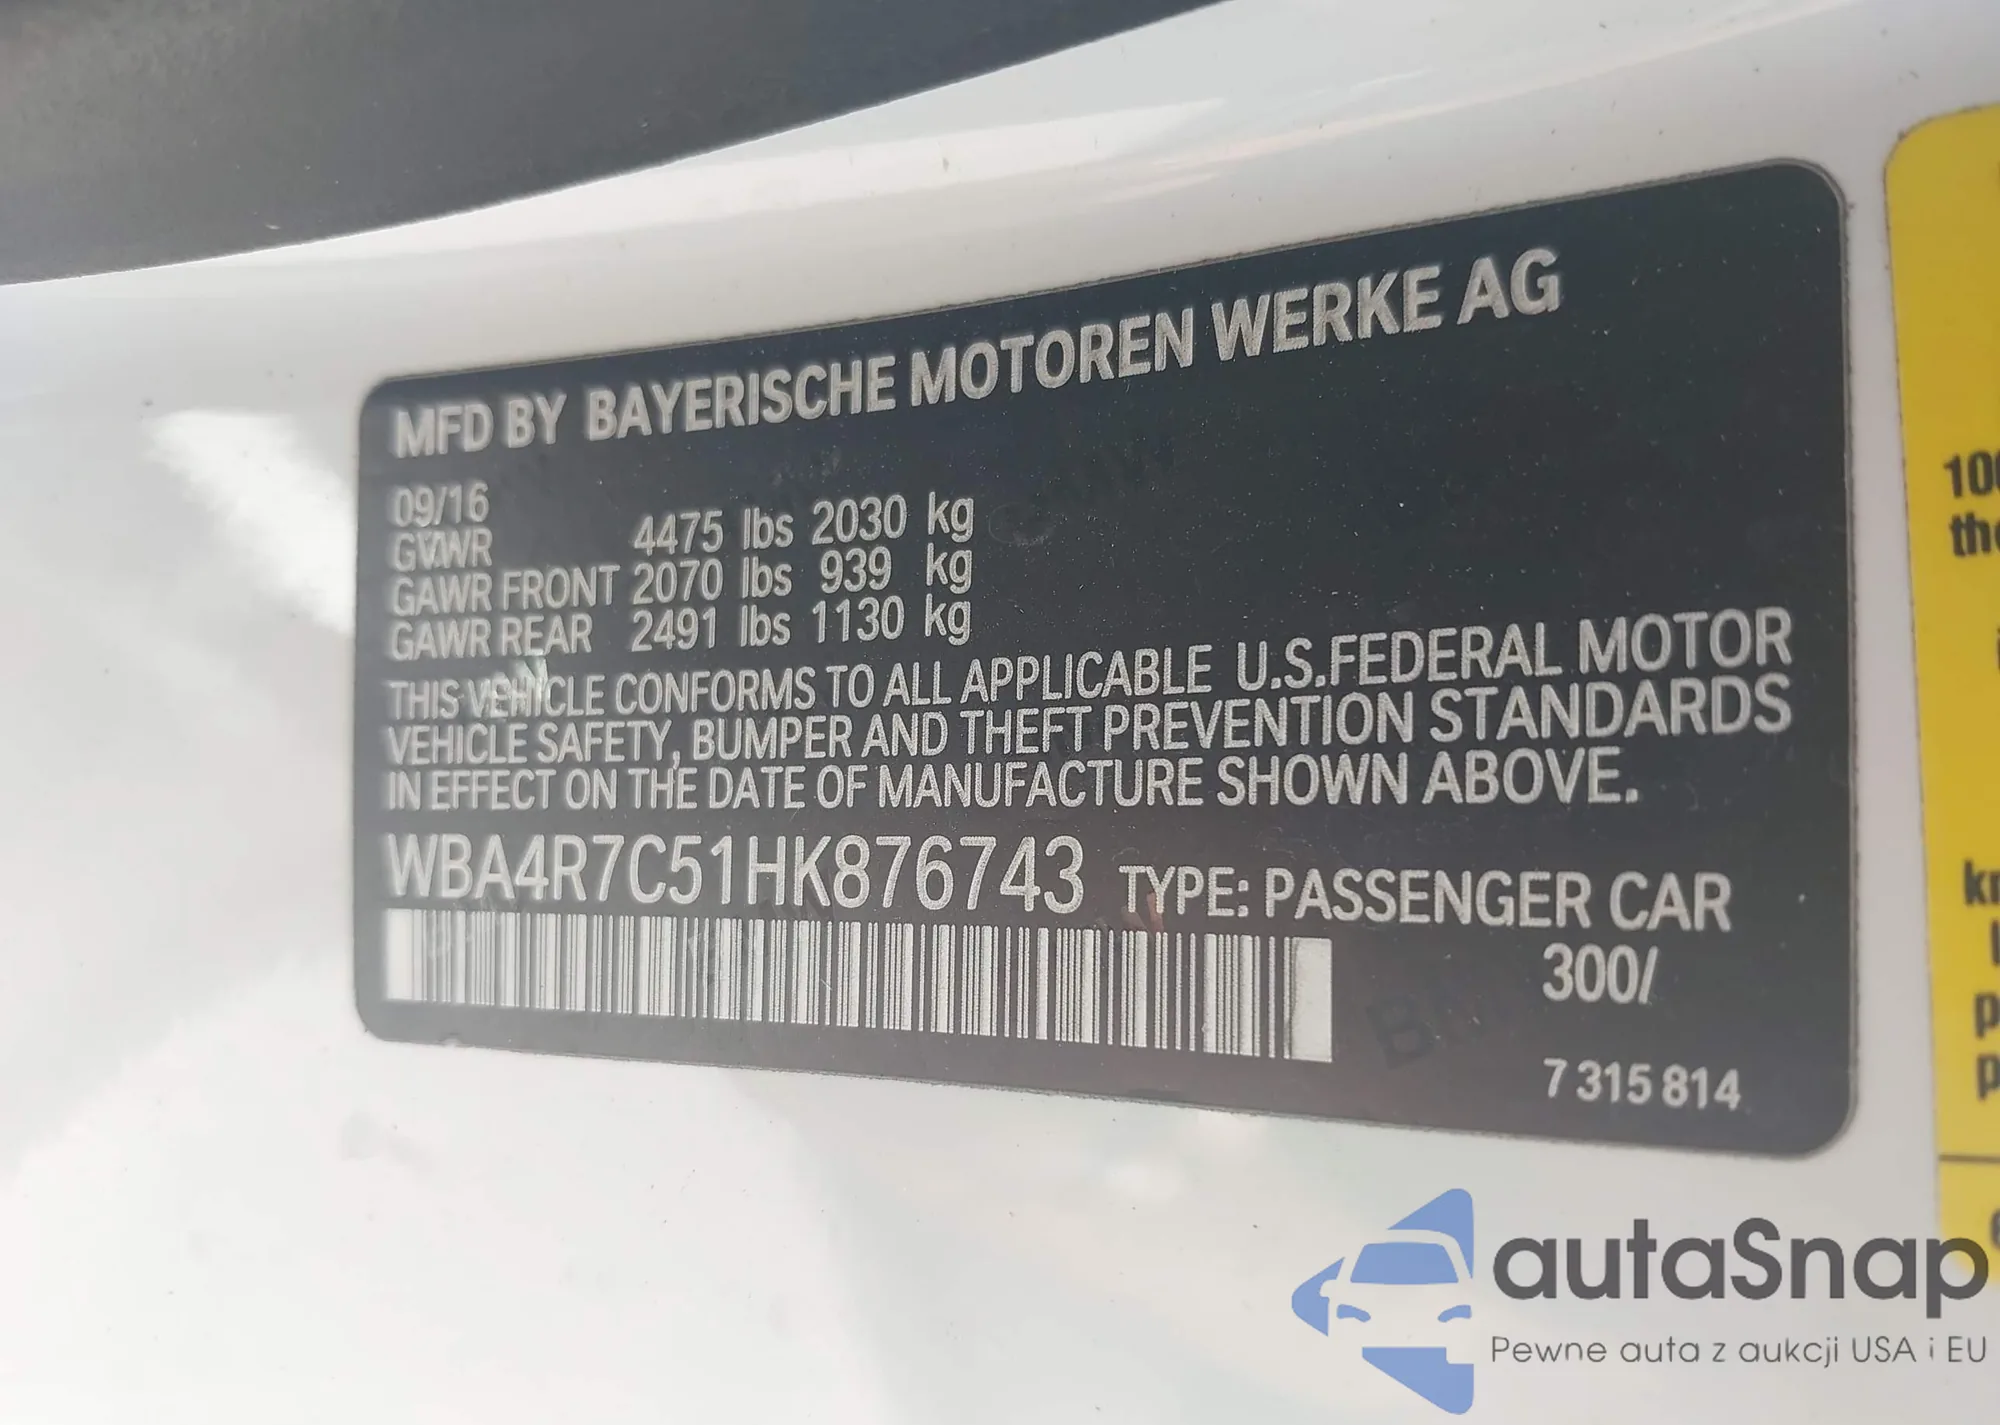 MFD BY BAYERISCHE MOTOREN WERKE AG
09/16
GVWR 4475 lbs 2030 kg
GAWR FRONT 2070 lbs 939 kg
GAWR REAR 2491 lbs 1130 kg
THIS VEHICLE CONFORMS TO ALL APPLICABLE U.S.FEDERAL MOTOR
VEHICLE SAFETY, BUMPER AND THEFT PREVENTION STANDARDS
IN EFFECT ON THE DATE OF MANUFACTURE SHOWN ABOVE.
WBA4R7C51HK876743 TYPE: PASSENGER CAR
300/
7 315 814
autaSnap
Pewne auta z aukcji USA i EU